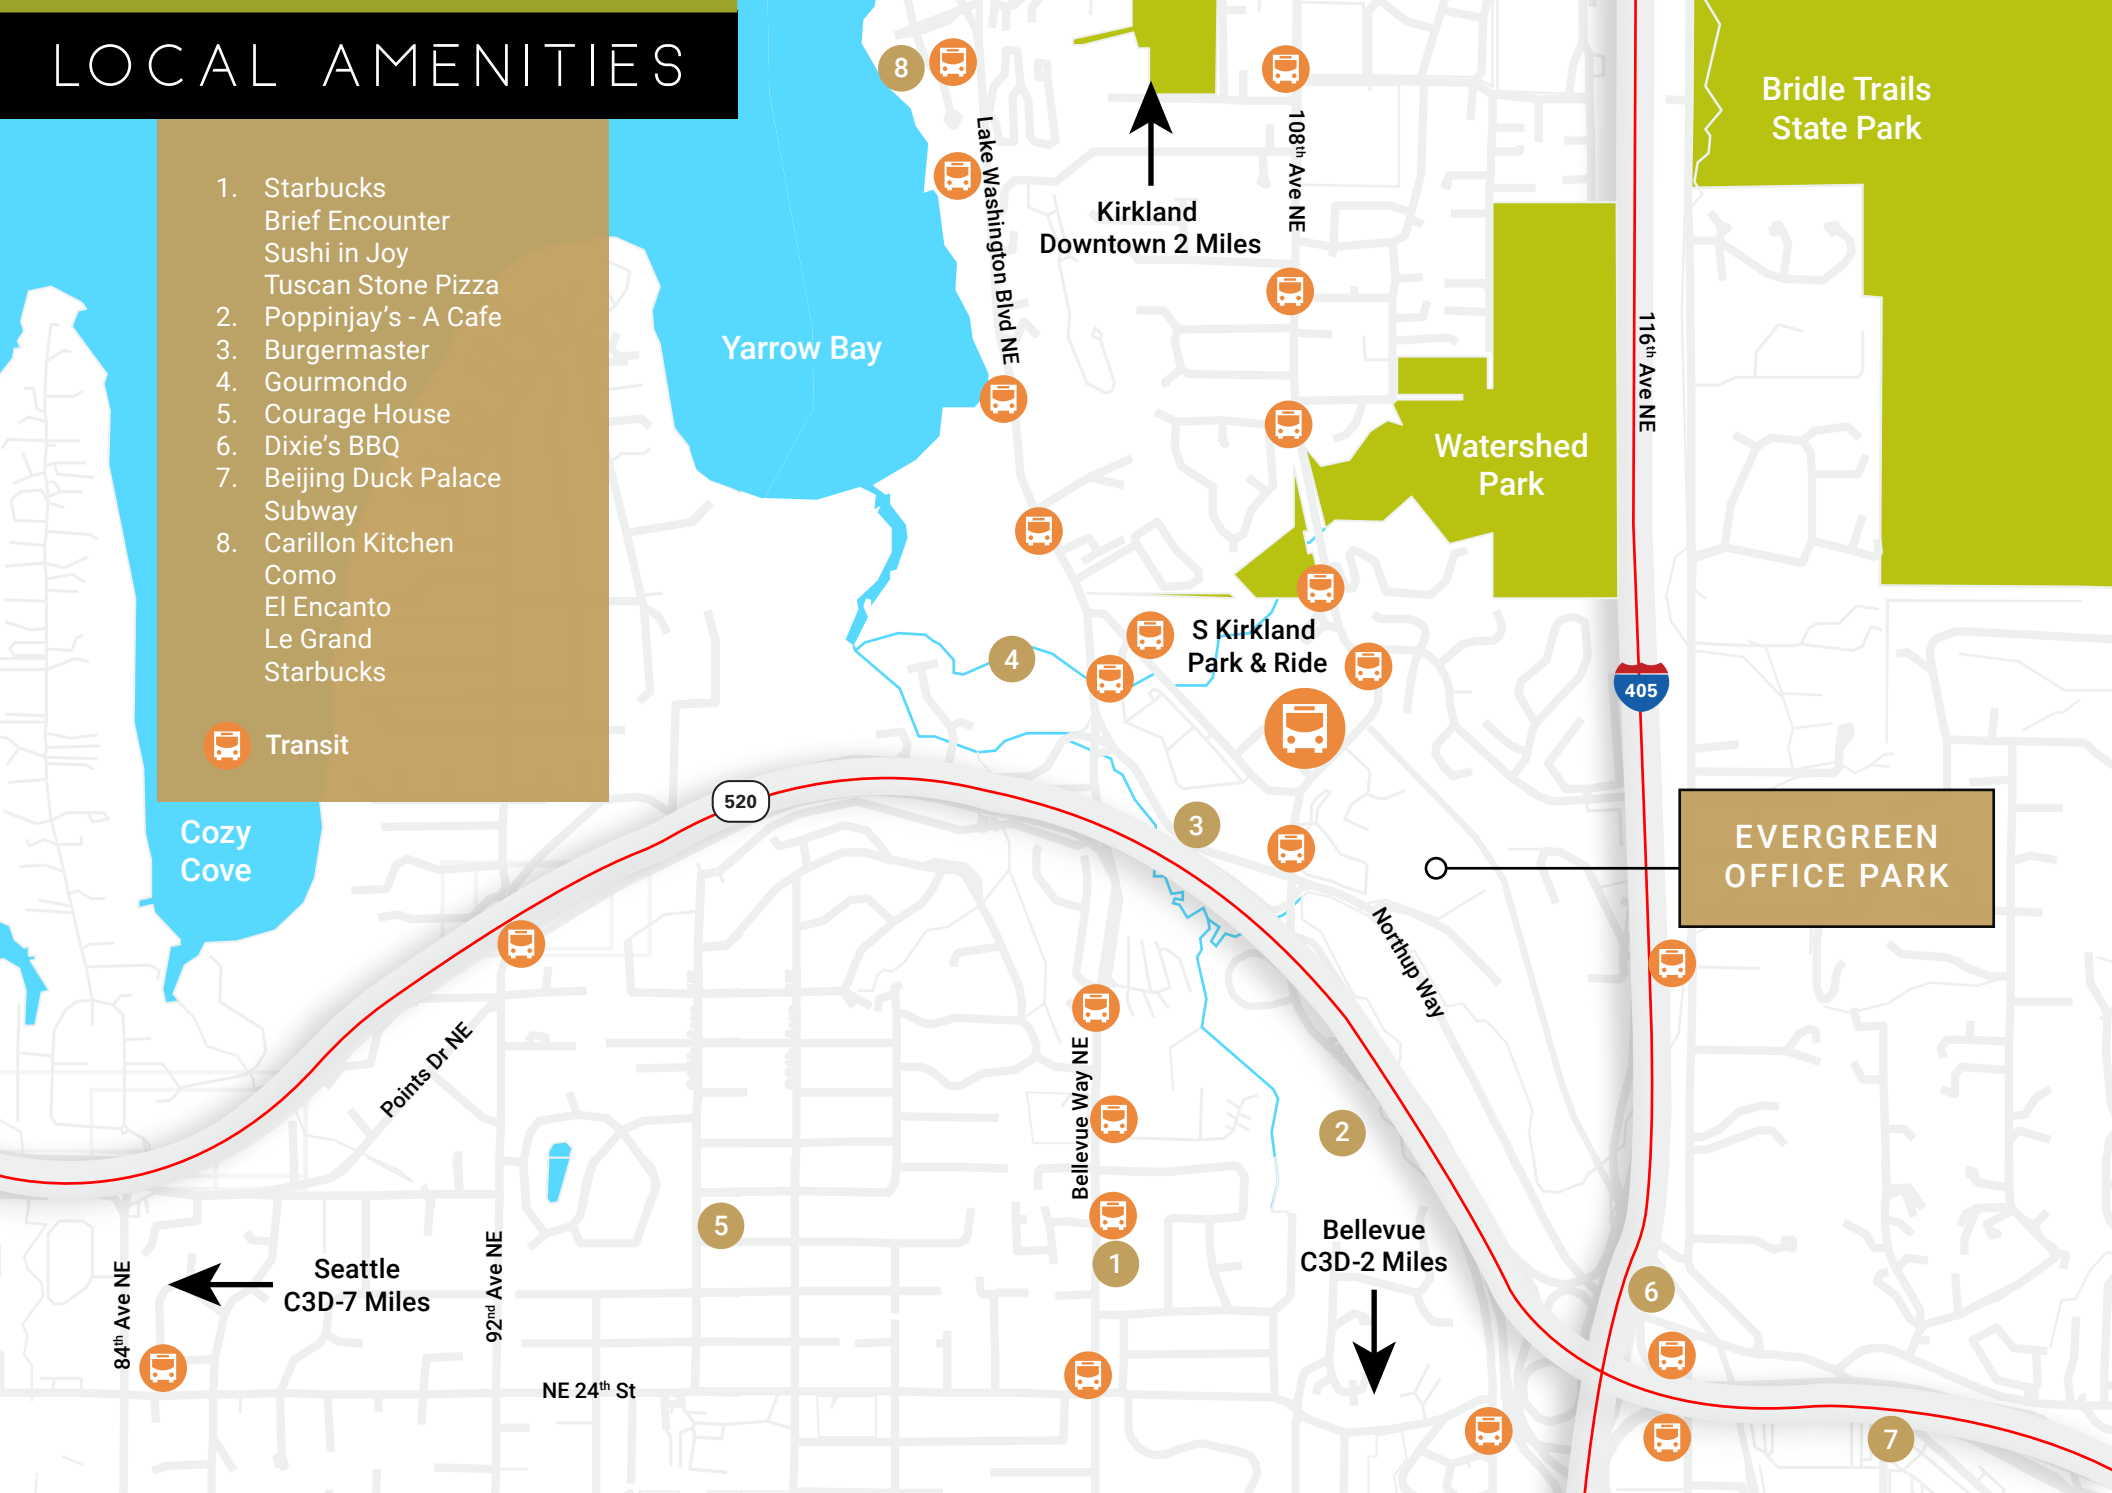 LOCAL AMENITIES
1. Starbucks
Brief Encounter
Sushi in Joy
Tuscan Stone Pizza
2. Poppinjay's - A Cafe
3. Burgermaster
4. Gourmondo
5. Courage House
6. Dixie's BBQ
7. Beijing Duck Palace
Subway
8. Carillon Kitchen
Como
El Encanto
Le Grand
Starbucks
Transit
8
Lake Washington Blvd NE
Kirkland
Downtown 2 Miles
108th Ave NE
Bridle Trails
State Park
Yarrow Bay
116th Ave NE
Watershed
Park
4
S Kirkland
Park & Ride
405
520
3
Cozy
Cove
EVERGREEN
OFFICE PARK
Northup Way
Points Dr NE
Bellevue Way NE
2
5
1
Bellevue
C3D-2 Miles
6
84th Ave NE
Seattle
C3D-7 Miles
92nd Ave NE
NE 24th St
7